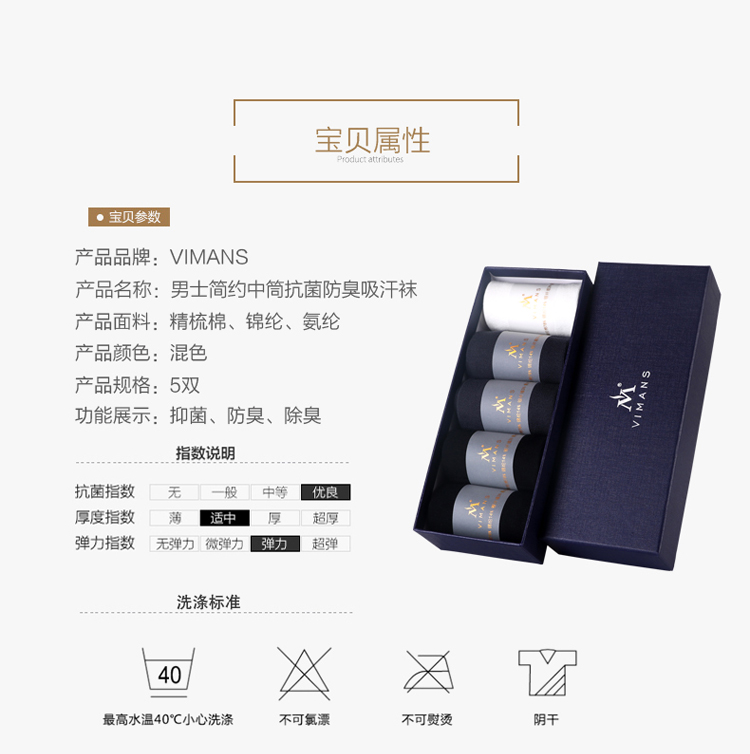 宝贝属性
Product attributes
宝贝参数
产品品牌：VIMANS
产品名称：男士简约中筒抗菌防臭吸汗袜
产品面料：精梳棉、锦纶、氨纶
产品颜色：混色
产品规格：5双
功能展示：抑菌、防臭、除臭
指数说明
抗菌指数 无 一般 中等 优良
厚度指数 薄 适中 厚 超厚
弹力指数 无弹力 微弹力 弹力 超弹
VIMANS
VIMANS
VIMANS
VIMANS
VIMANS
洗涤标准
40
最高水温40℃小心洗涤
不可氯漂
不可熨烫
阴干